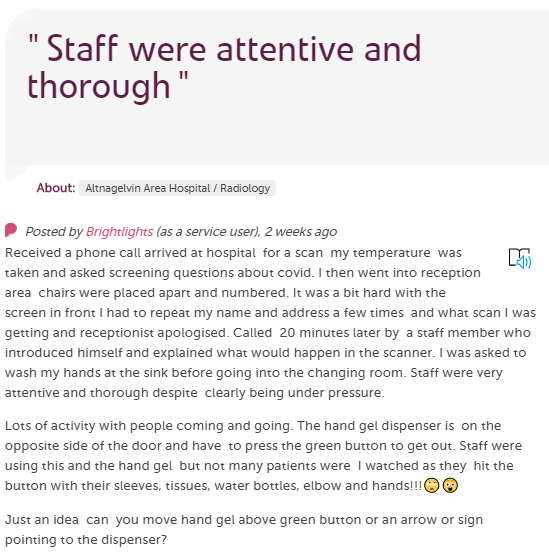 " Staff were attentive and
thorough "
About: Altnagelvin Area Hospital / Radiology
Posted by Brightlights (as a service user), 2 weeks ago
Received a phone call arrived at hospital for a scan my temperature was
taken and asked screening questions about covid. I then went into reception
area chairs were placed apart and numbered. It was a bit hard with the
screen in front I had to repeat my name and address a few times and what scan I was
getting and receptionist apologised. Called 20 minutes later by a staff member who
introduced himself and explained what would happen in the scanner. I was asked to
wash my hands at the sink before going into the changing room. Staff were very
attentive and thorough despite clearly being under pressure.
Lots of activity with people coming and going. The hand gel dispenser is on the
opposite side of the door and have to press the green button to get out. Staff were
using this and the hand gel but not many patients were I watched as they hit the
button with their sleeves, tissues, water bottles, elbow and hands!!!🙄😲
Just an idea can you move hand gel above green button or an arrow or sign
pointing to the dispenser?